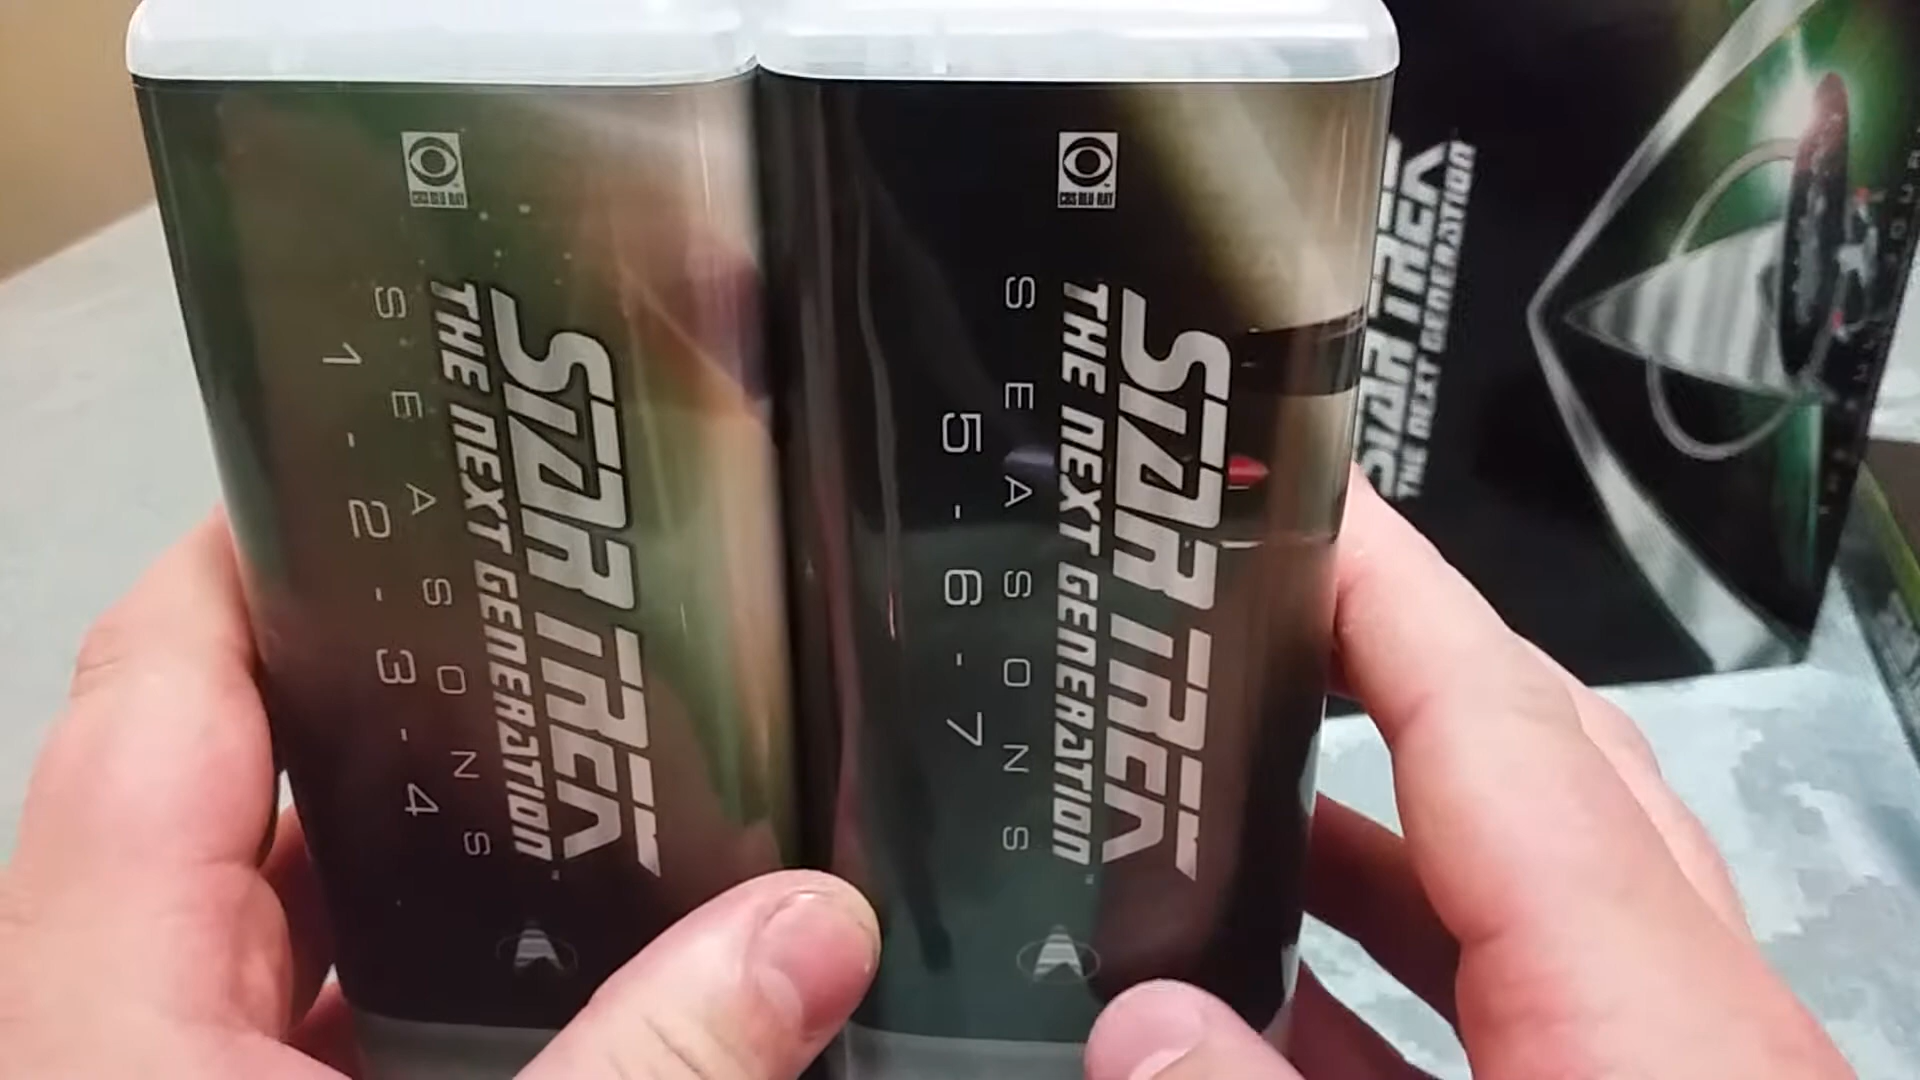 CBS BLU RAY
STAR TREK
THE NEXT GENERATION
SEASONS
1-2-3-4
CBS BLU RAY
STAR TREK
THE NEXT GENERATION
SEASONS
5-6-7
STAR TREK
THE NEXT GENERATION